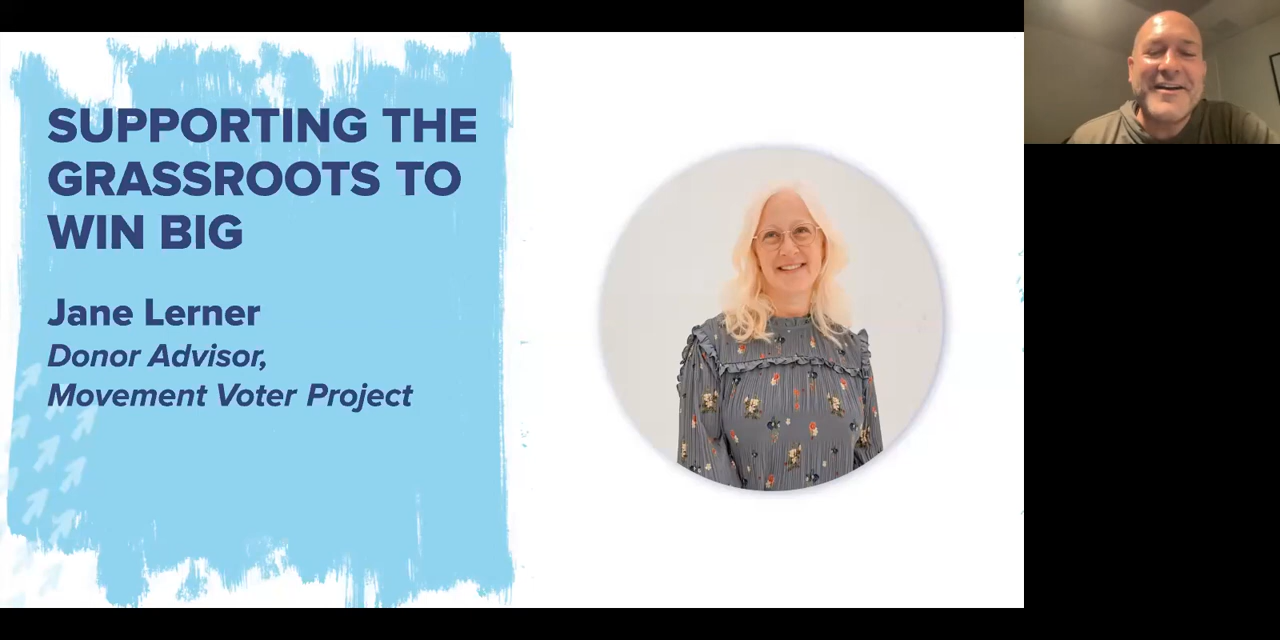 SUPPORTING THE
GRASSROOTS TO
WIN BIG
Jane Lerner
Donor Advisor,
Movement Voter Project